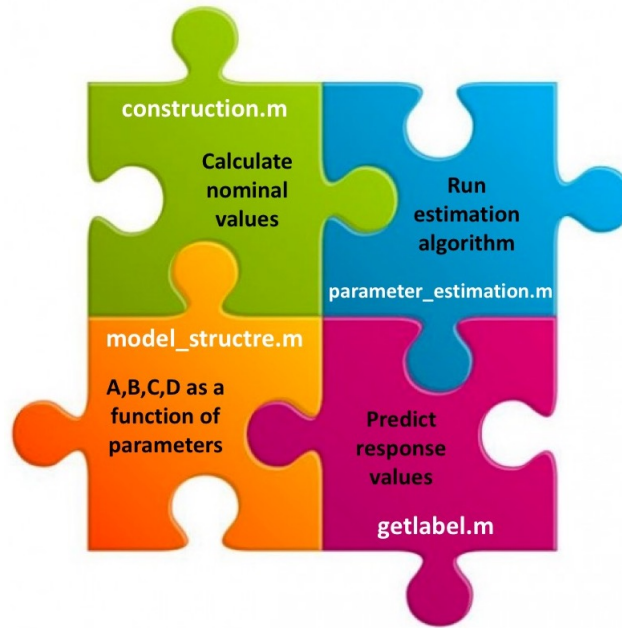 construction.m
Calculate
nominal
values
Run
estimation
algorithm
parameter_estimation.m
model_structre.m
A,B,C,D as a
function of
parameters
Predict
response
values
getlabel.m